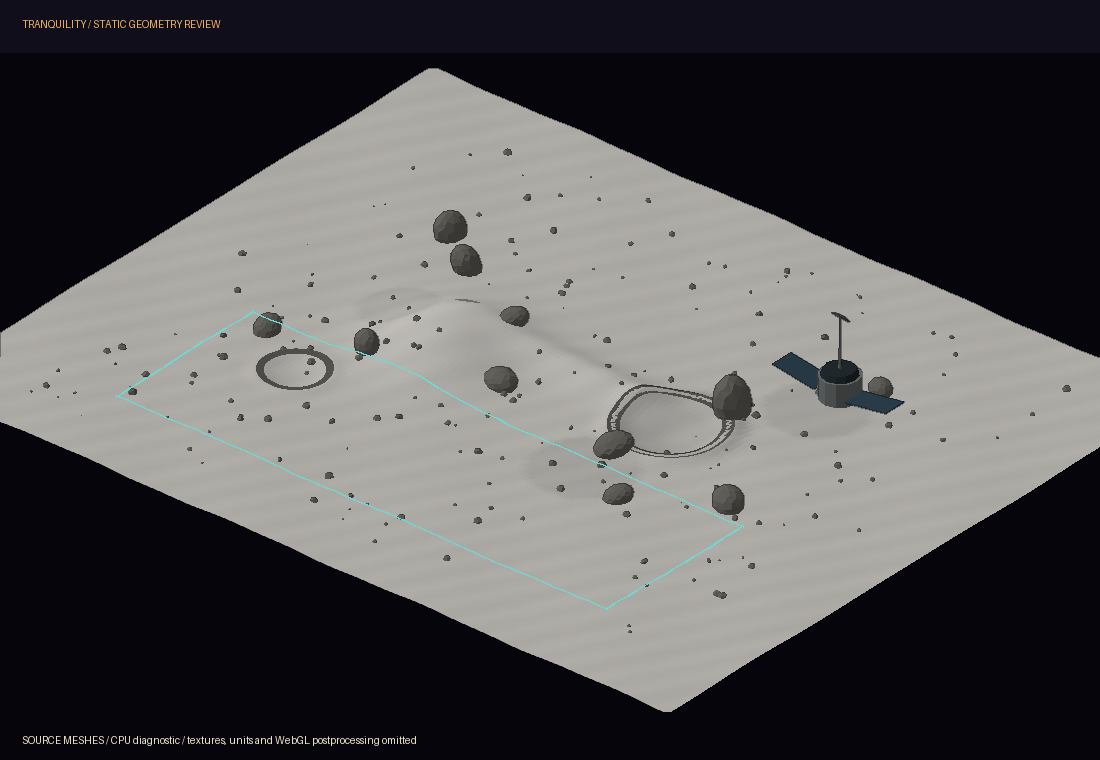 TRANQUILITY / STATIC GEOMETRY REVIEW
SOURCE MESHES / CPU diagnostic / textures, units and WebGL postprocessing omitted